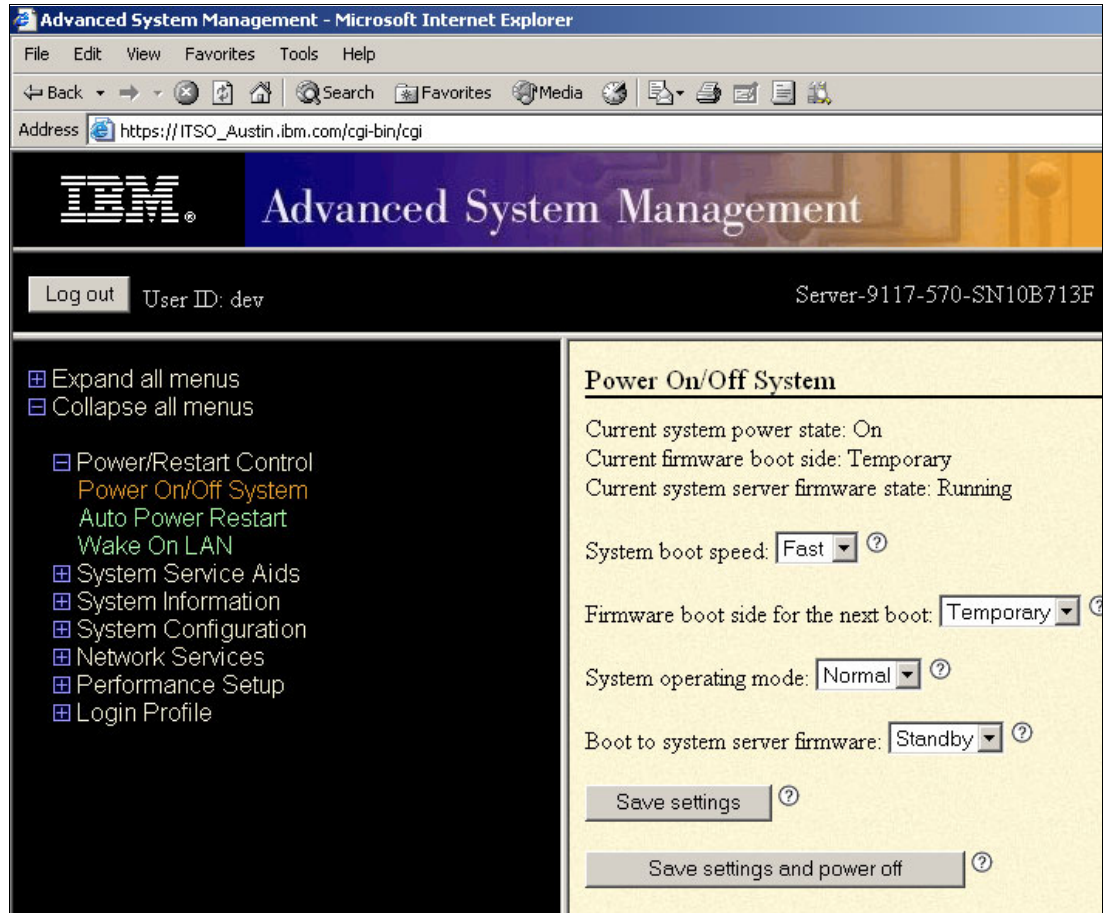 Advanced System Management - Microsoft Internet Explorer
File Edit View Favorites Tools Help
Back Search Favorites Media
Address https://ITSO_Austin.ibm.com/cgi-bin/cgi
IBM® Advanced System Management
Log out User ID: dev Server-9117-570-SN10B713F
Expand all menus
Collapse all menus
Power/Restart Control
Power On/Off System
Auto Power Restart
Wake On LAN
System Service Aids
System Information
System Configuration
Network Services
Performance Setup
Login Profile
Power On/Off System
Current system power state: On
Current firmware boot side: Temporary
Current system server firmware state: Running
System boot speed: Fast ?
Firmware boot side for the next boot: Temporary ?
System operating mode: Normal ?
Boot to system server firmware: Standby ?
Save settings ?
Save settings and power off ?